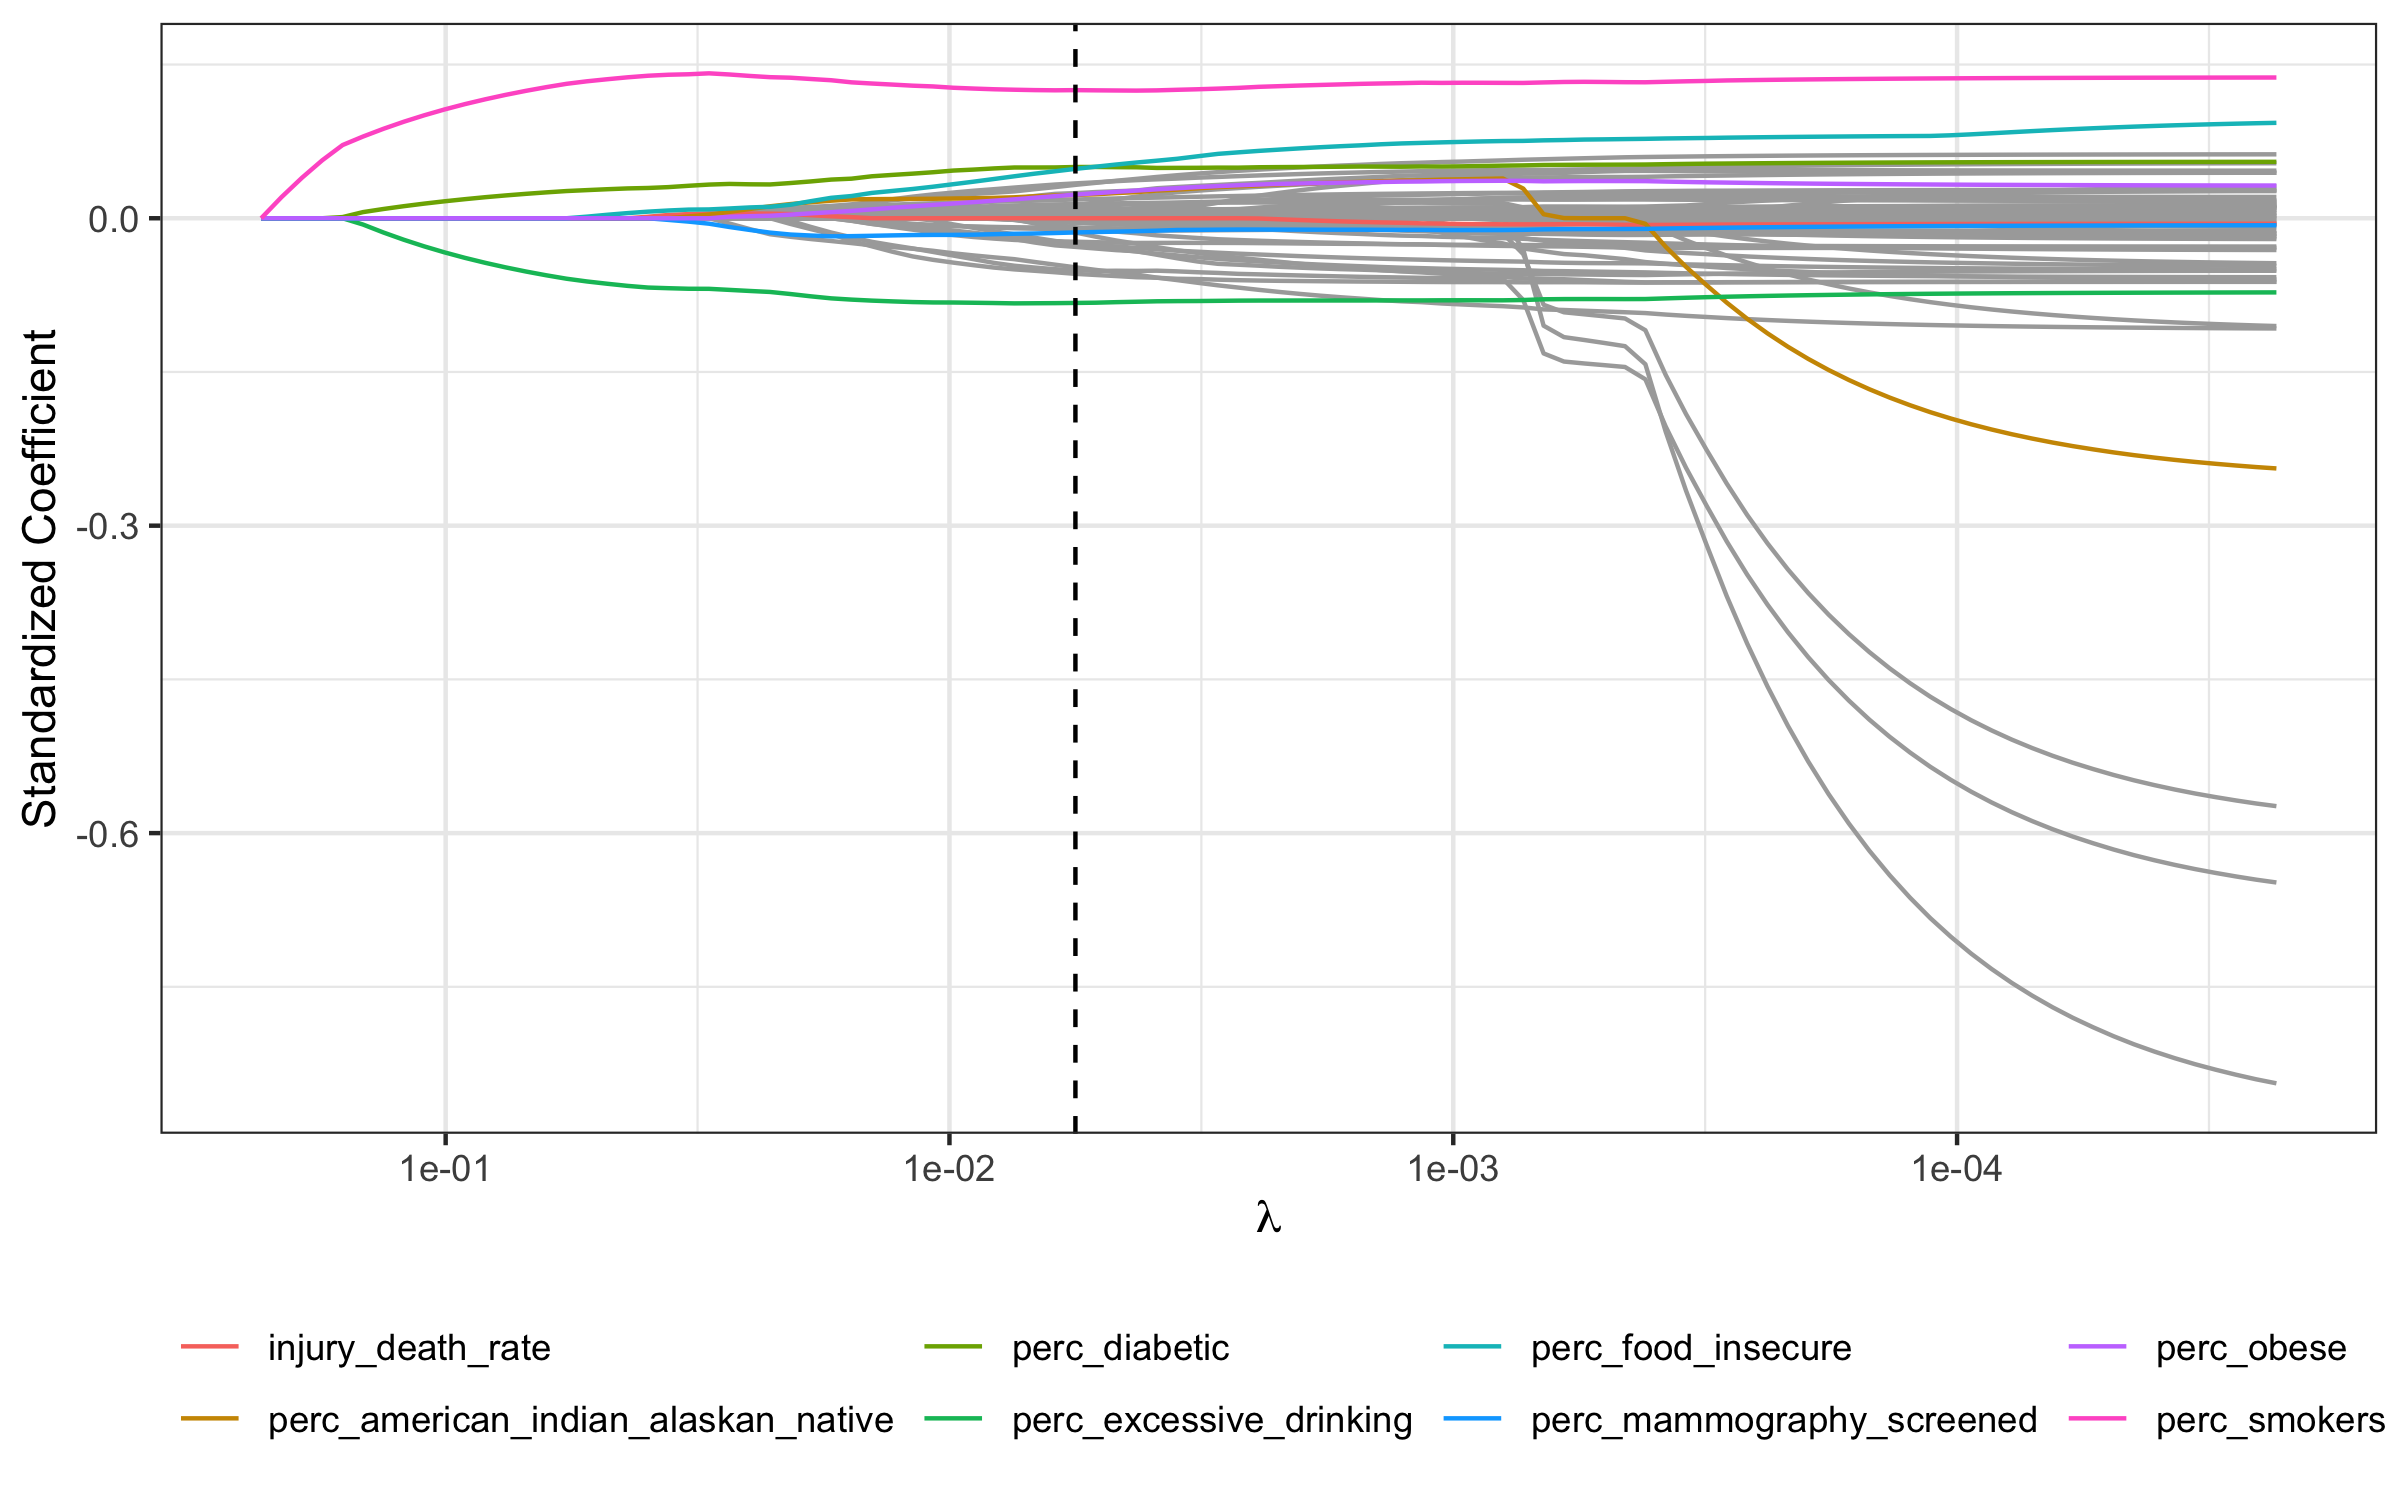 Standardized Coefficient
0.0
-0.3
-0.6
1e-01 1e-02 1e-03 1e-04
λ
injury_death_rate perc_diabetic perc_food_insecure perc_obese
perc_american_indian_alaskan_native perc_excessive_drinking perc_mammography_screened perc_smokers